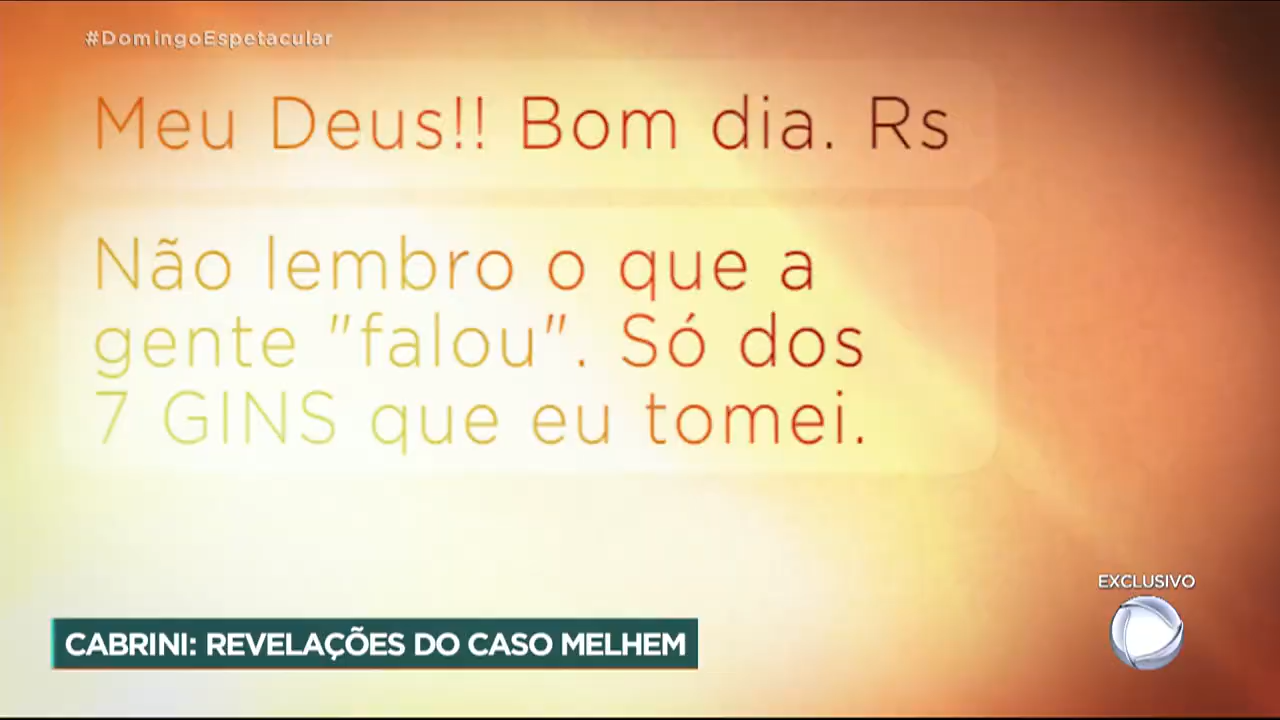 #DomingoEspetacular
Meu Deus!! Bom dia. Rs
Não lembro o que a
gente "falou". Só dos
7 GINS que eu tomei.
EXCLUSIVO
CABRINI: REVELAÇÕES DO CASO MELHEM